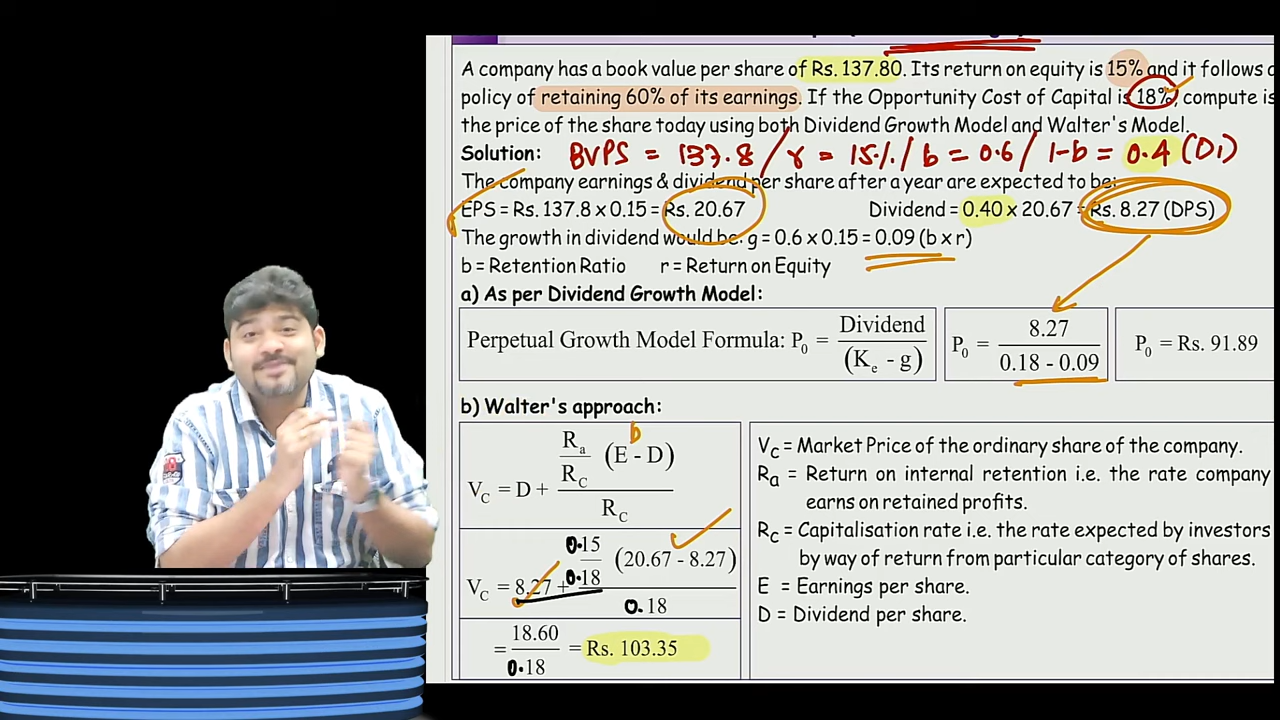 A company has a book value per share of Rs. 137.80. Its return on equity is 15% and it follows
policy of retaining 60% of its earnings. If the Opportunity Cost of Capital is 18%, compute is
the price of the share today using both Dividend Growth Model and Walter's Model.
Solution: BVPS = 137.8 / r = 15% / b = 0.6 / 1-b = 0.4 (D1)
The company earnings & dividend per share after a year are expected to be:
EPS = Rs. 137.8 x 0.15 = Rs. 20.67 Dividend = 0.40 x 20.67 = Rs. 8.27 (DPS)
The growth in dividend would be: g = 0.6 x 0.15 = 0.09 (b x r)
b = Retention Ratio r = Return on Equity
a) As per Dividend Growth Model:
Perpetual Growth Model Formula: P0 = Dividend / (Ke - g) P0 = 8.27 / 0.18 - 0.09 P0 = Rs. 91.89
b) Walter's approach:
b
VC = D + Ra / RC (E - D) / RC
VC = 8.27 + 0.15 / 0.18 (20.67 - 8.27) / 0.18
= 18.60 / 0.18 = Rs. 103.35
VC = Market Price of the ordinary share of the company.
Ra = Return on internal retention i.e. the rate company
earns on retained profits.
RC = Capitalisation rate i.e. the rate expected by investors
by way of return from particular category of shares.
E = Earnings per share.
D = Dividend per share.